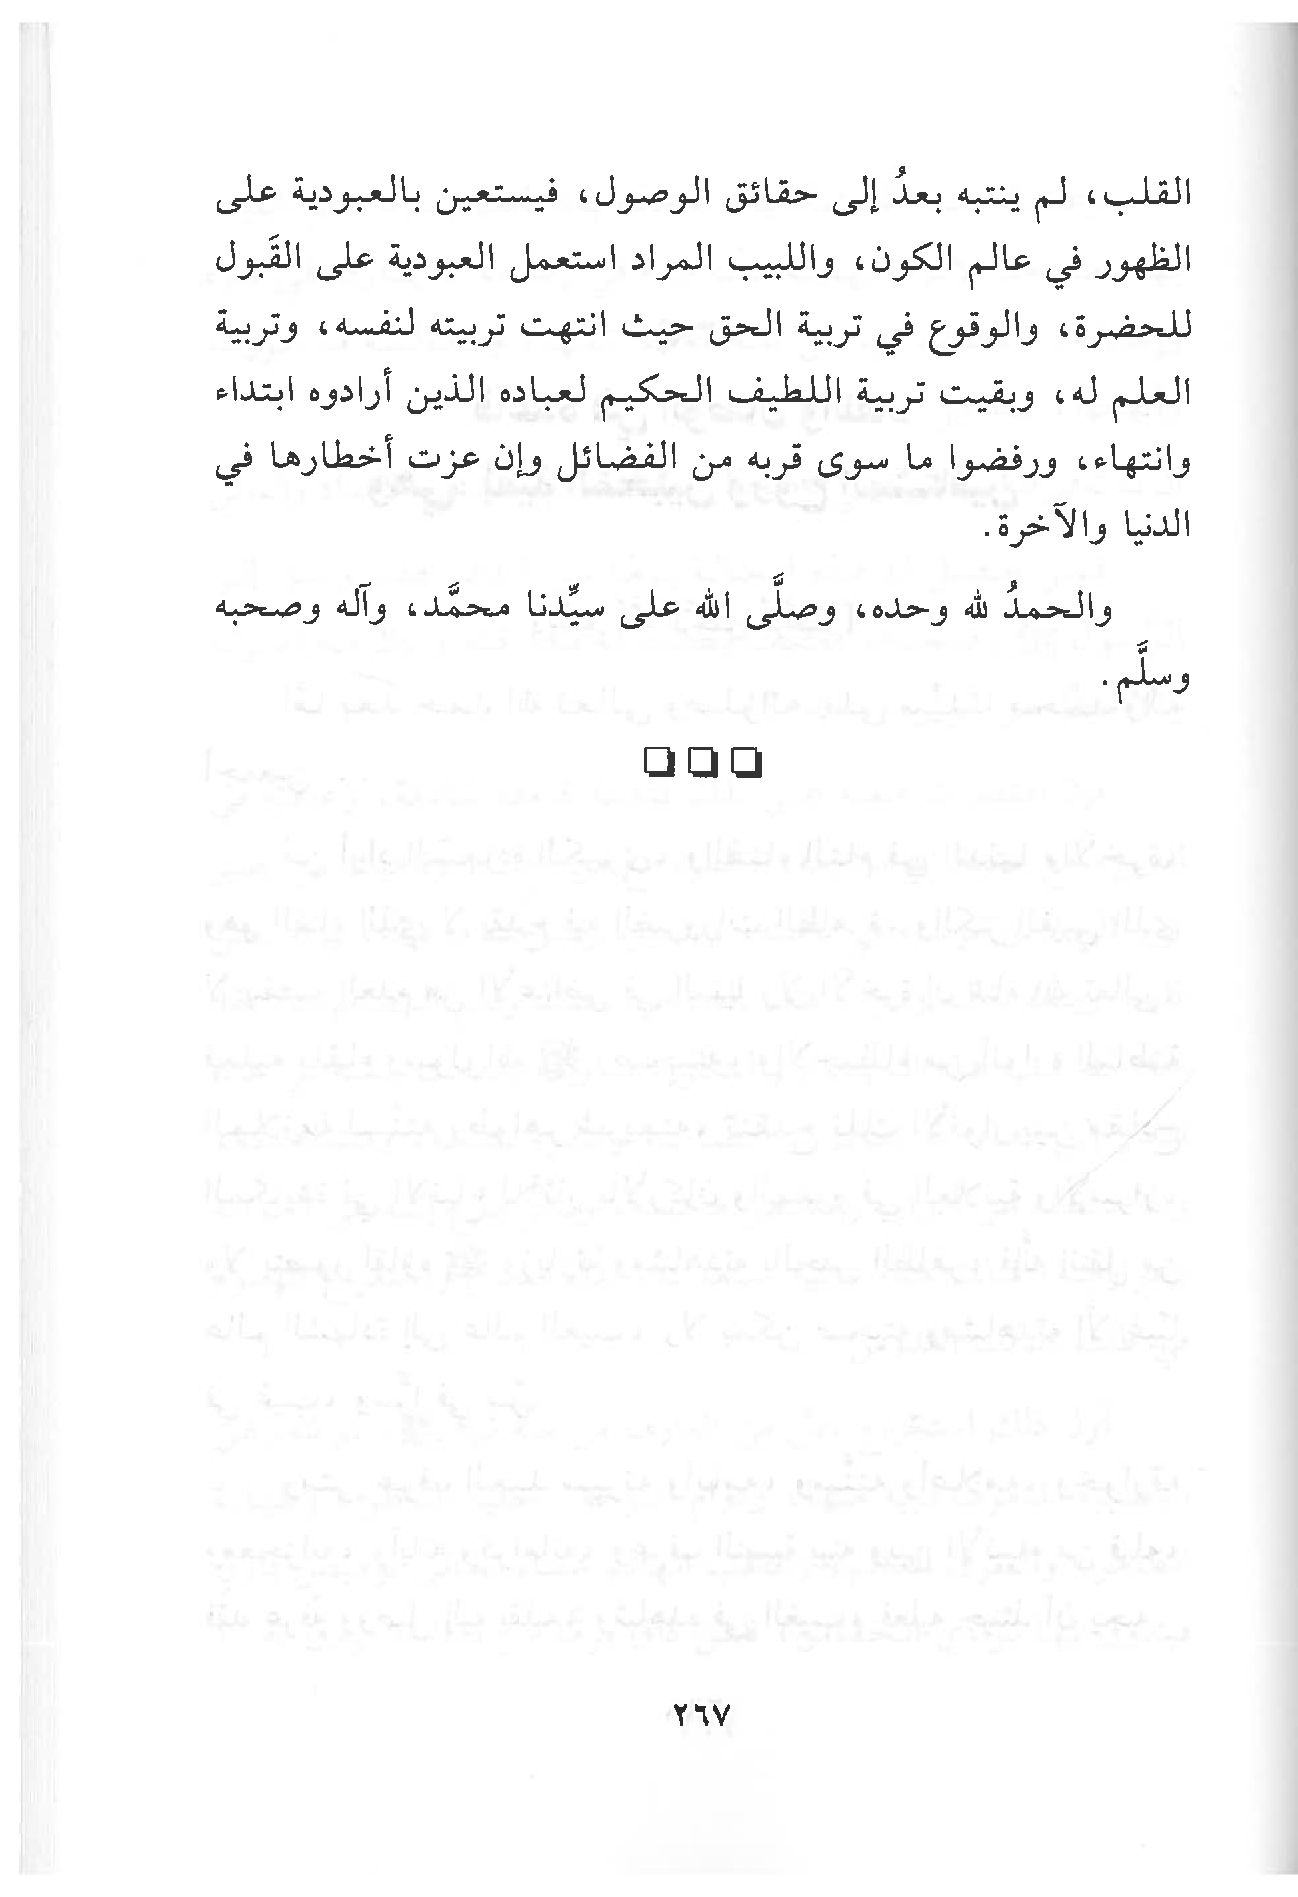 القلب، لم ينتبه بعدُ إلى حقائق الوصول، فيستعين بالعبودية على
الظهور في عالم الكون، واللبيب المراد استعمل العبودية على القَبول
للحضرة، والوقوع في تربية الحق حيث انتهت تربيته لنفسه، وتربية
العلم له، وبقيت تربية اللطيف الحكيم لعباده الذين أرادوه ابتداء
وانتهاء، ورفضوا ما سوى قربه من الفضائل وإن عزت أخطارها في
الدنيا والآخرة.
والحمدُ لله وحده، وصلَّى الله على سيِّدنا محمَّد، وآله وصحبه
وسلَّم.
٢٦٧